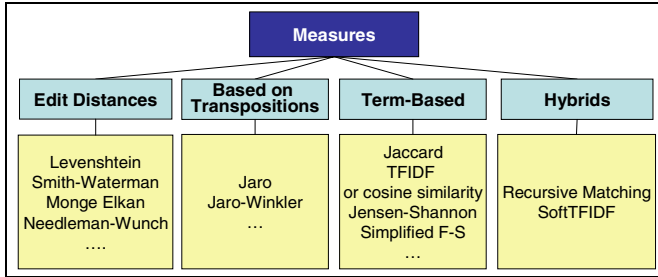 Measures
Edit Distances
Based on
Transpositions
Term-Based
Hybrids
Levenshtein
Smith-Waterman
Monge Elkan
Needleman-Wunch
....
Jaro
Jaro-Winkler
...
Jaccard
TFIDF
or cosine similarity
Jensen-Shannon
Simplified F-S
...
Recursive Matching
SoftTFIDF